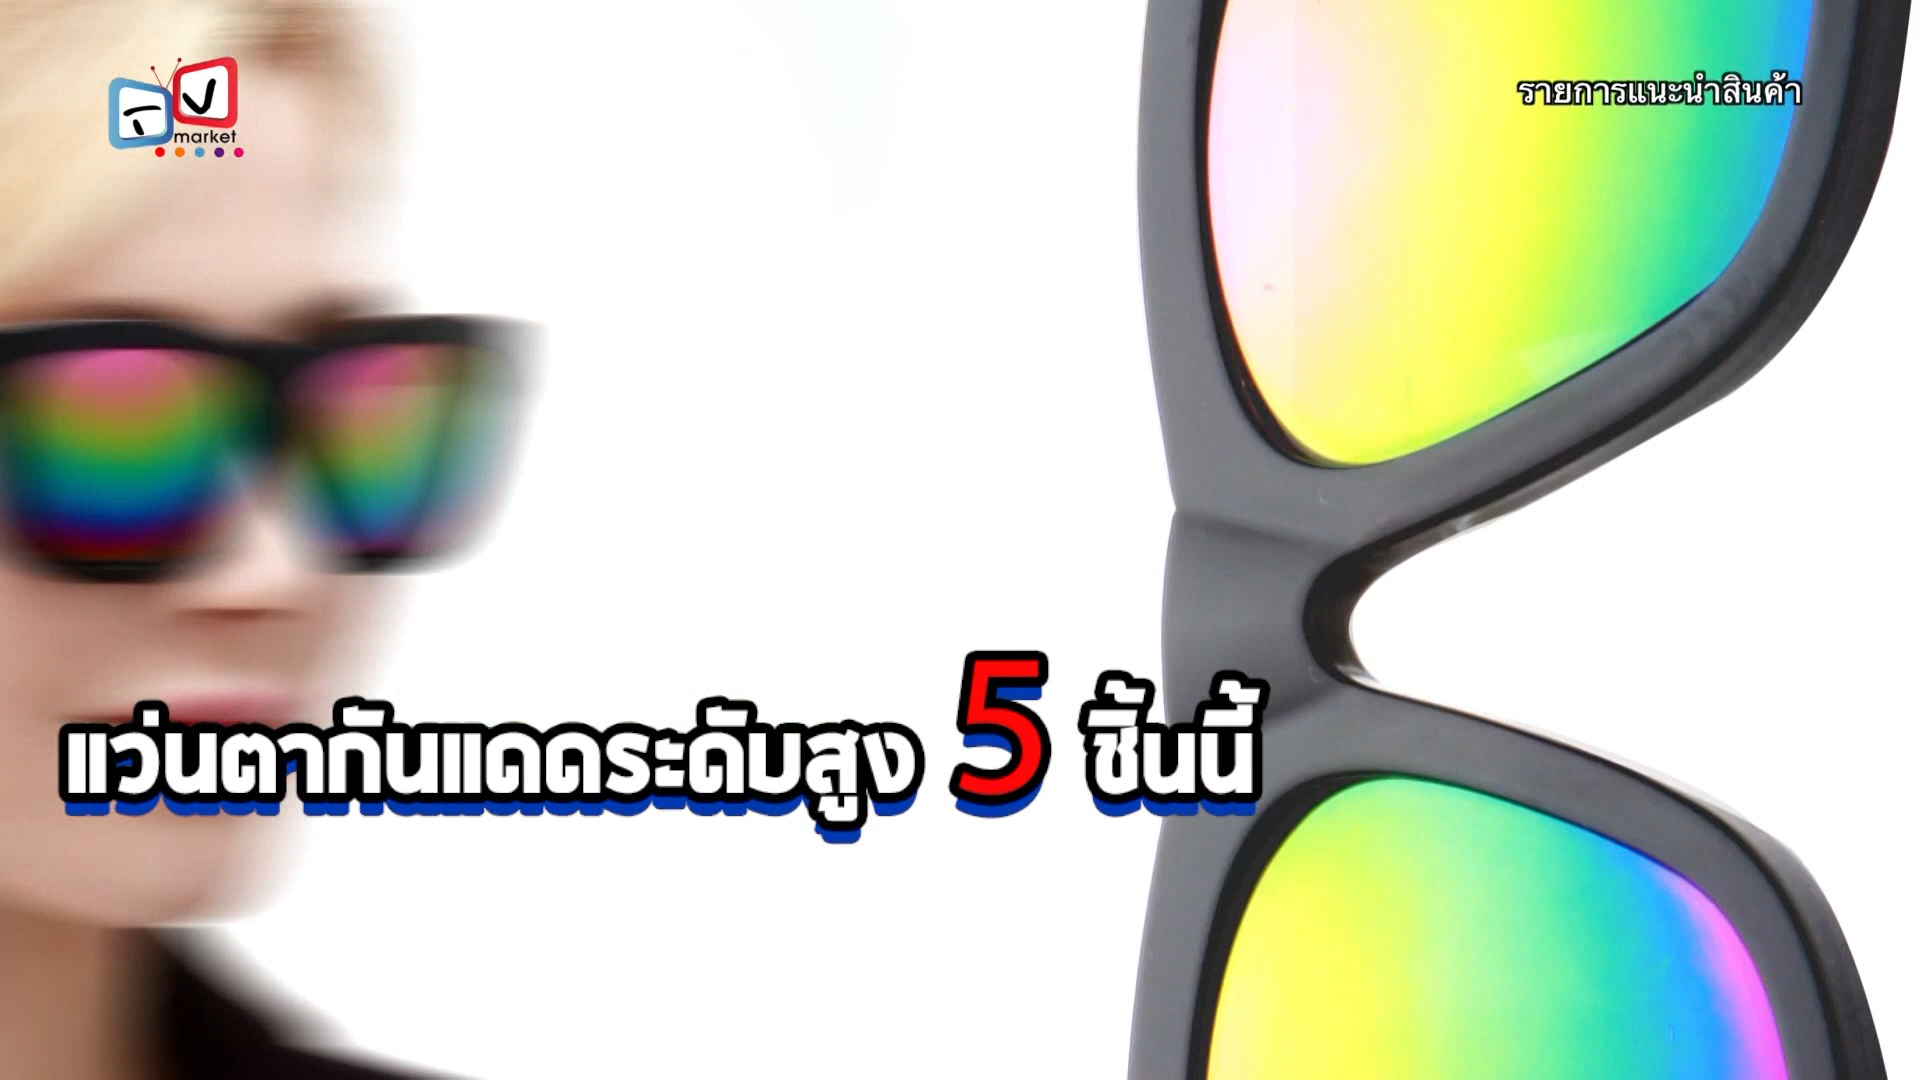 TV
market
รายการแนะนำสินค้า
แว่นตากันแดดระดับสูง 5 ชิ้นนี้